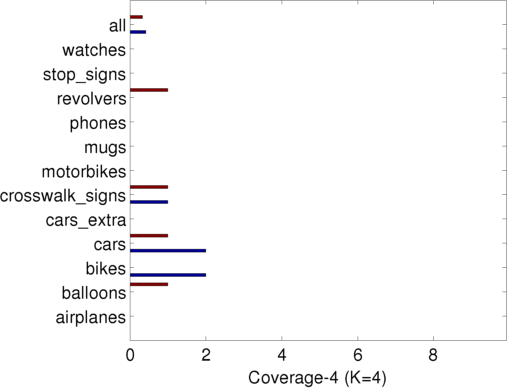 all
watches
stop_signs
revolvers
phones
mugs
motorbikes
crosswalk_signs
cars_extra
cars
bikes
balloons
airplanes
0 2 4 6 8
Coverage-4 (K=4)